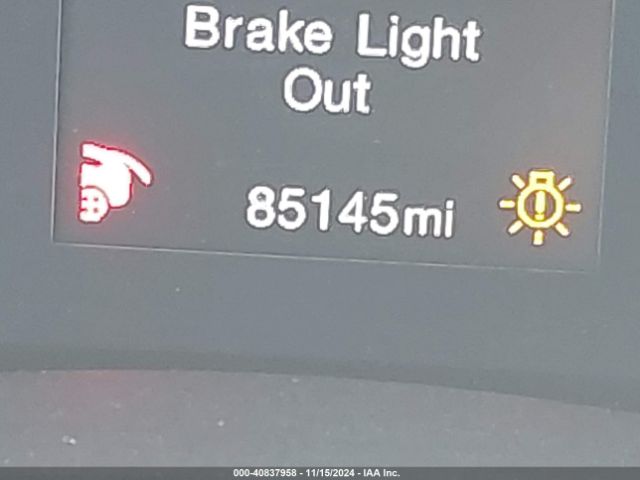 Brake Light
Out
85145mi
000-40837958 - 11/15/2024 - IAA Inc.